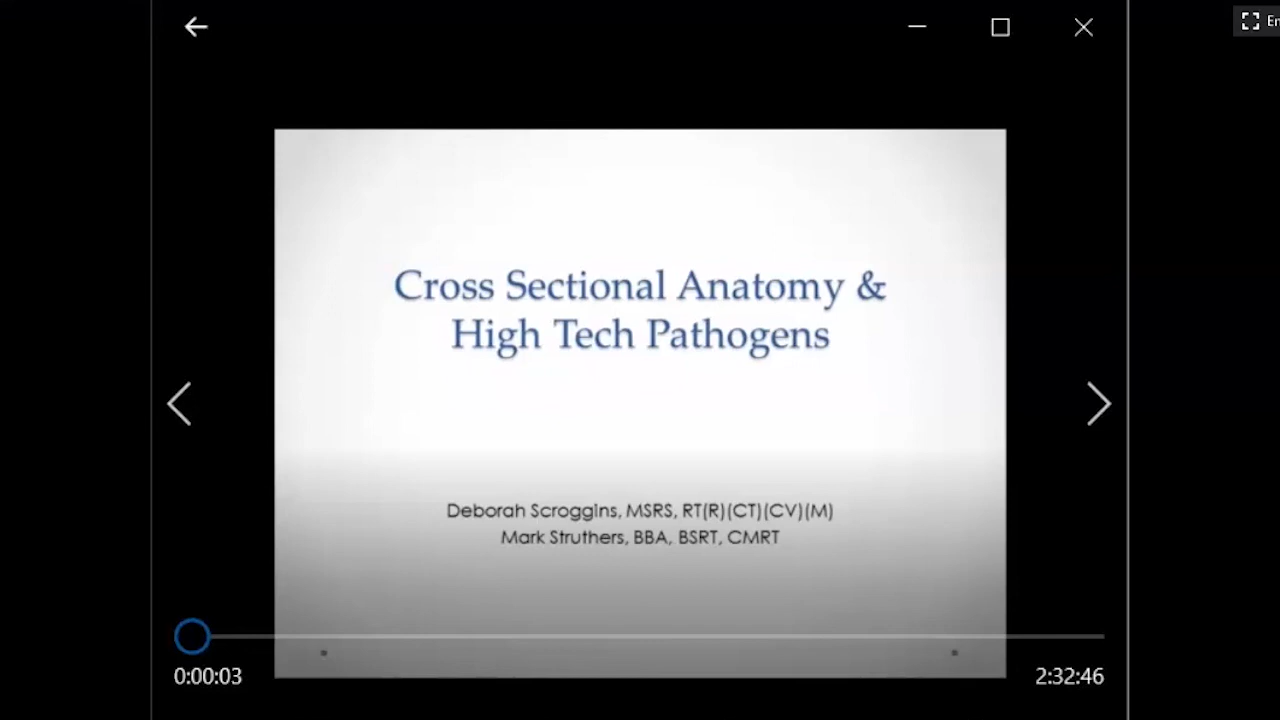 En
Cross Sectional Anatomy &
High Tech Pathogens
Deborah Scroggins, MSRS, RT(R)(CT)(CV)(M)
Mark Struthers, BBA, BSRT, CMRT
0:00:03
2:32:46